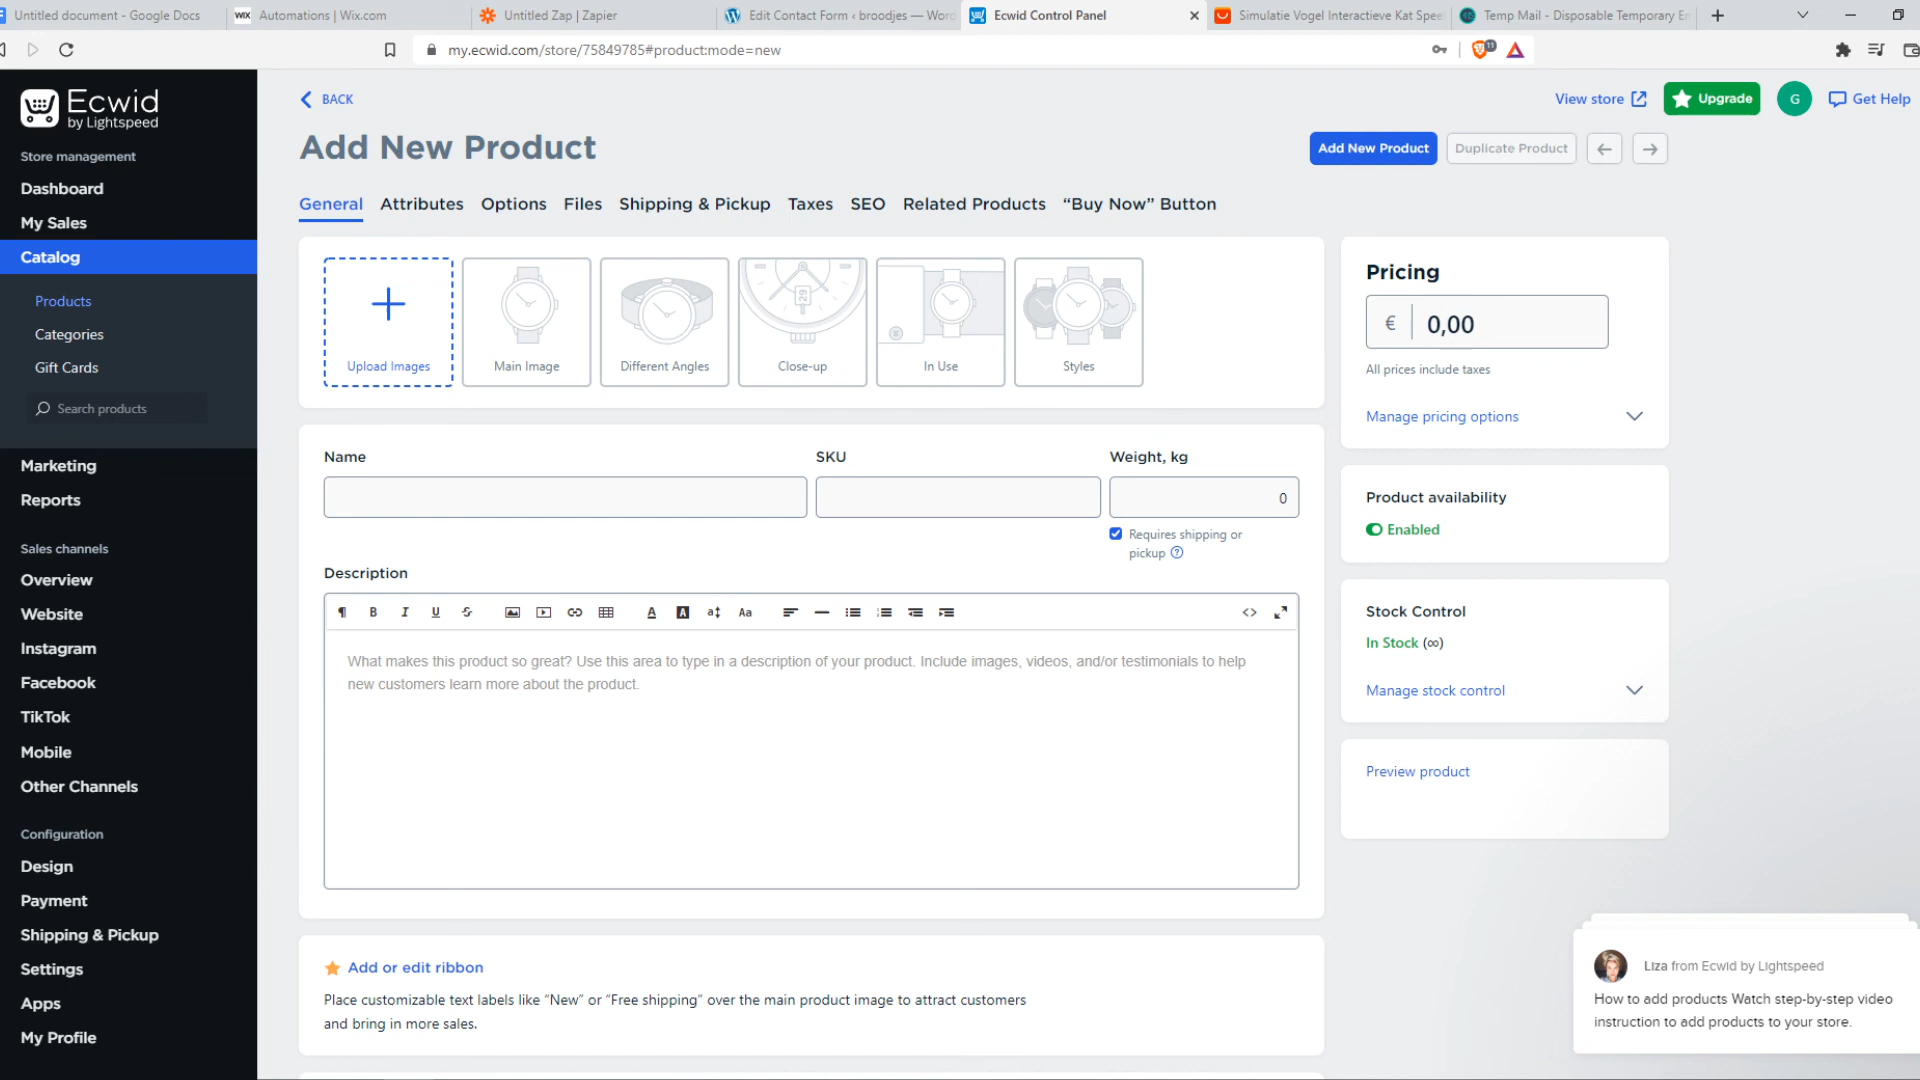 Untitled document - Google Docs
WIX Automations | Wix.com
Untitled Zap | Zapier
Edit Contact Form ‹ broodjes — Word
Ecwid Control Panel
Simulatie Vogel Interactieve Kat Spee
Temp Mail - Disposable Temporary Em
my.ecwid.com/store/75849785#product:mode=new
11
Ecwid
by Lightspeed
Store management
Dashboard
My Sales
Catalog
Products
Categories
Gift Cards
Search products
Marketing
Reports
Sales channels
Overview
Website
Instagram
Facebook
TikTok
Mobile
Other Channels
Configuration
Design
Payment
Shipping & Pickup
Settings
Apps
My Profile
BACK
View store
Upgrade
G
Get Help
Add New Product
Add New Product
Duplicate Product
General Attributes Options Files Shipping & Pickup Taxes SEO Related Products “Buy Now” Button
Upload Images
Main Image
Different Angles
29
Close-up
In Use
Styles
Name
SKU
Weight, kg
0
Requires shipping or
pickup ?
Description
¶ B I U S A A a Aa <>
What makes this product so great? Use this area to type in a description of your product. Include images, videos, and/or testimonials to help
new customers learn more about the product.
Add or edit ribbon
Place customizable text labels like “New” or “Free shipping” over the main product image to attract customers
and bring in more sales.
Pricing
€ 0,00
All prices include taxes
Manage pricing options
Product availability
Enabled
Stock Control
In Stock (∞)
Manage stock control
Preview product
Liza from Ecwid by Lightspeed
How to add products Watch step-by-step video
instruction to add products to your store.